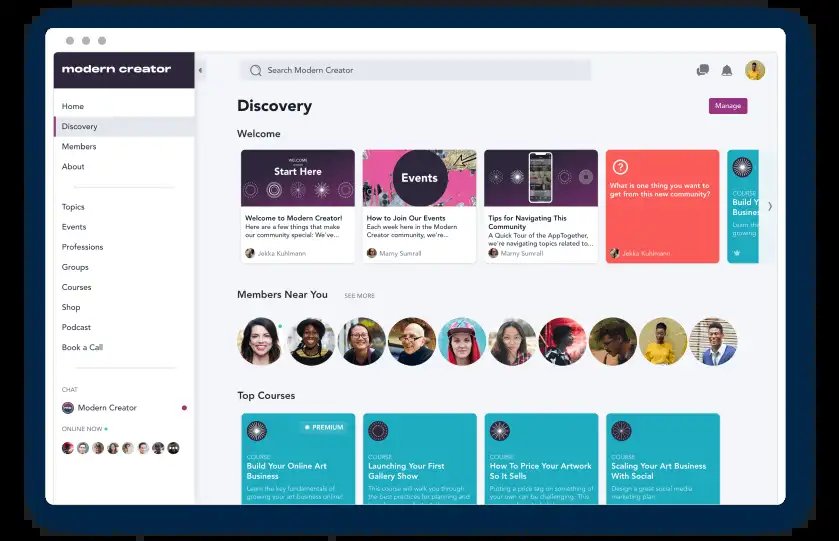 modern creator
Search Modern Creator
Home
Discovery
Members
About
Topics
Events
Professions
Groups
Courses
Shop
Podcast
Book a Call
CHAT
Modern Creator
ONLINE NOW
Discovery
Manage
Welcome
WELCOME
Start Here
Welcome to Modern Creator!
Here are a few things that make
our community special: We've...
Jekka Kuhlmann
Events
How to Join Our Events
Each week here in the Modern
Creator community, we're...
Marny Sumrall
Tips for Navigating This
Community
A Quick Tour of the AppTogether,
we're navigating topics related to...
Marny Sumrall
?
What is one thing you want to
get from this new community?
Jekka Kuhlmann
COURSE
Build Y
Busines
Learn th
growing
Members Near You
SEE MORE
Top Courses
PREMIUM
COURSE
Build Your Online Art
Business
Learn the key fundamentals of
growing your art business online!
COURSE
Launching Your First
Gallery Show
This course will walk you through
the best practices for planning and
COURSE
How To Price Your Artwork
So It Sells
Putting a price tag on something of
your own can be challenging. This
COURSE
Scaling Your Art Business
With Social
Design a great social media
marketing plan